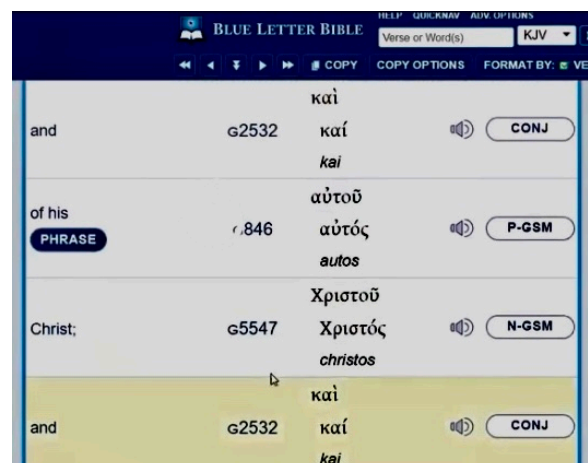 HELP QUICKNAV ADV. OPTIONS
BLUE LETTER BIBLE
Verse or Word(s)
KJV
COPY COPY OPTIONS FORMAT BY: VE
καὶ
and G2532 καί CONJ
kai
αὐτοῦ
of his
PHRASE
846 αὐτός P-GSM
autos
Χριστοῦ
Christ; G5547 Χριστός N-GSM
christos
καὶ
and G2532 καί CONJ
kai